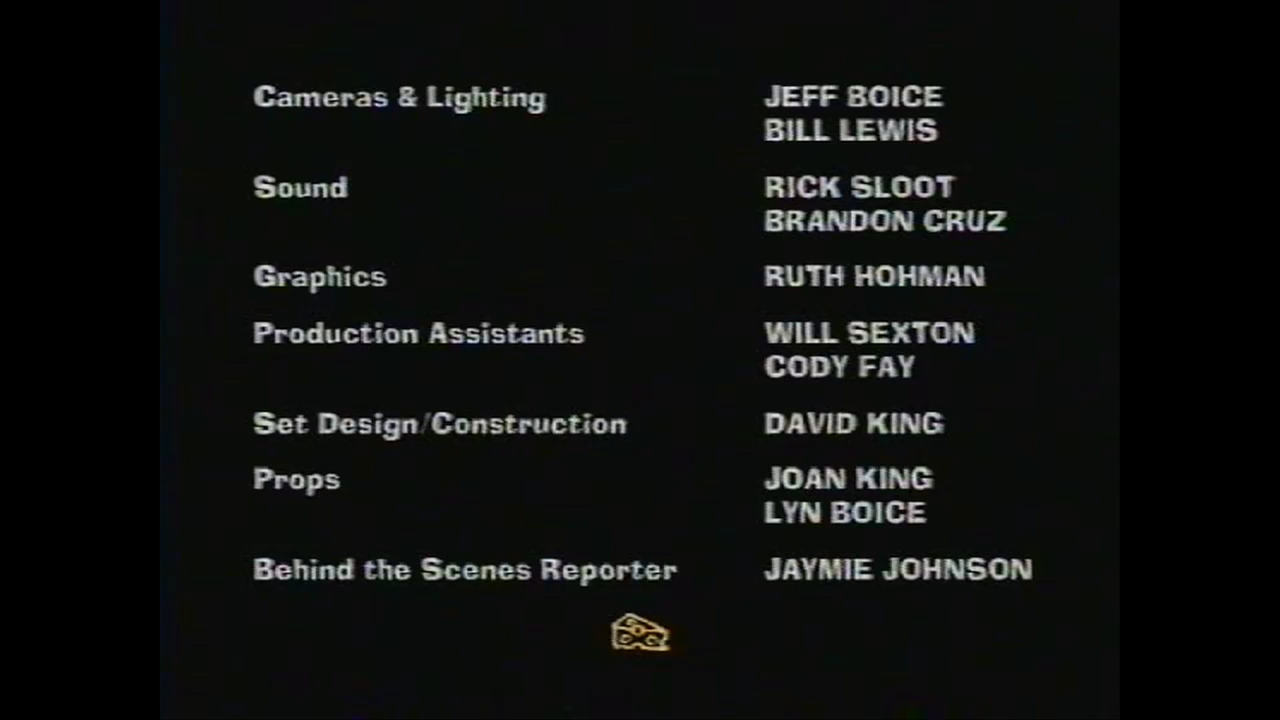 Cameras & Lighting JEFF BOICE
BILL LEWIS
Sound RICK SLOOT
BRANDON CRUZ
Graphics RUTH HOHMAN
Production Assistants WILL SEXTON
CODY FAY
Set Design/Construction DAVID KING
Props JOAN KING
LYN BOICE
Behind the Scenes Reporter JAYMIE JOHNSON